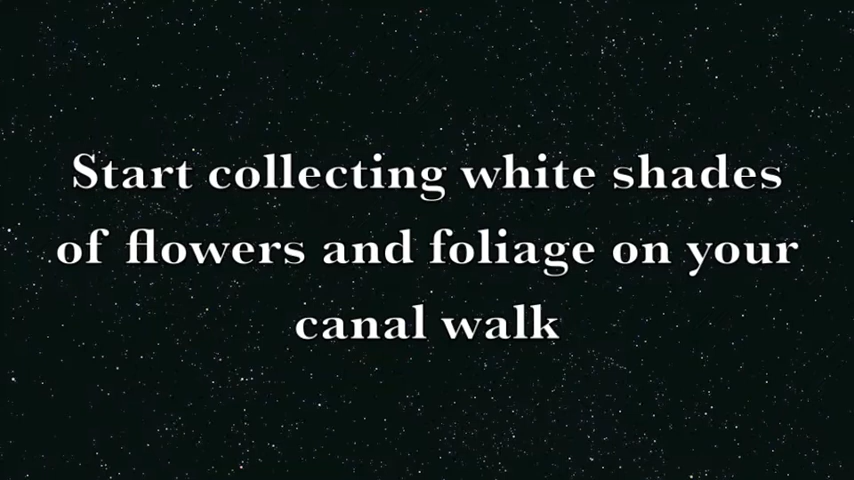 Start collecting white shades
of flowers and foliage on your
canal walk